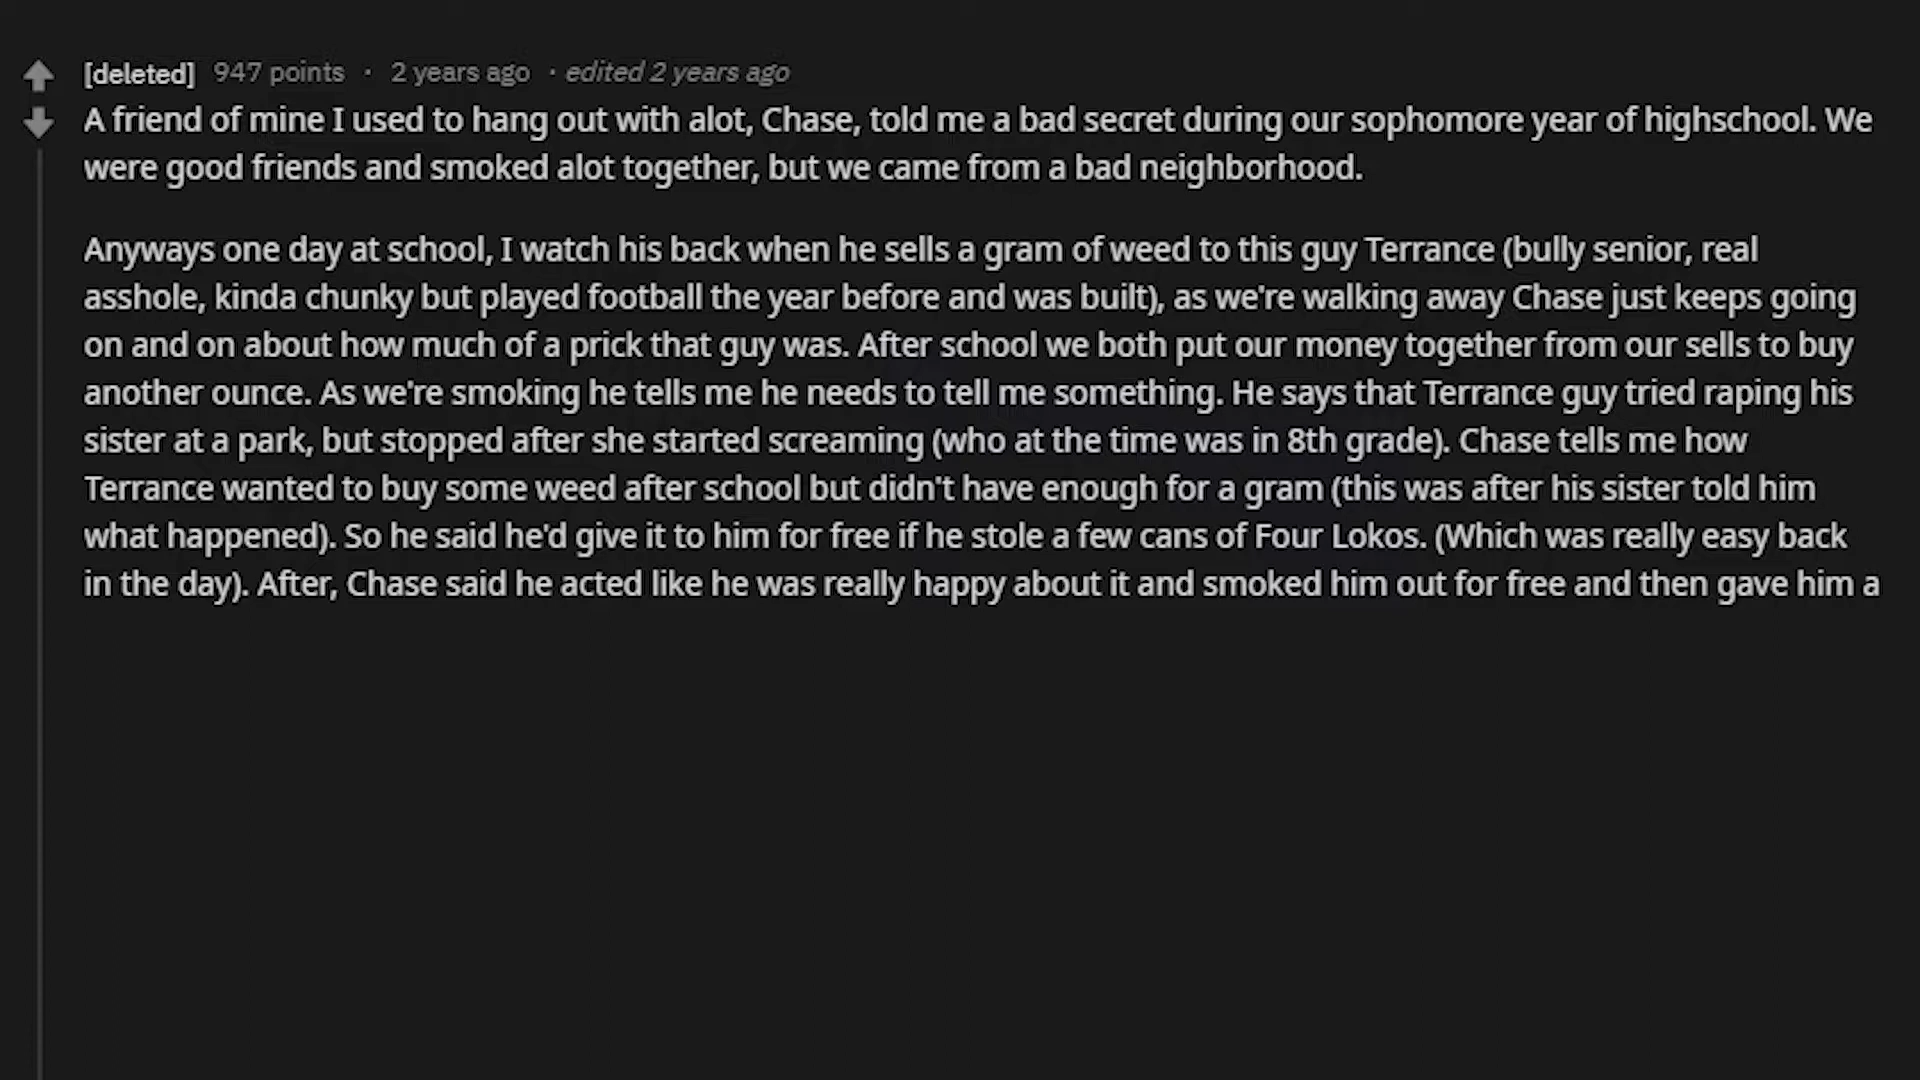 [deleted] 947 points · 2 years ago · edited 2 years ago
A friend of mine I used to hang out with alot, Chase, told me a bad secret during our sophomore year of highschool. We
were good friends and smoked alot together, but we came from a bad neighborhood.
Anyways one day at school, I watch his back when he sells a gram of weed to this guy Terrance (bully senior, real
asshole, kinda chunky but played football the year before and was built), as we're walking away Chase just keeps going
on and on about how much of a prick that guy was. After school we both put our money together from our sells to buy
another ounce. As we're smoking he tells me he needs to tell me something. He says that Terrance guy tried raping his
sister at a park, but stopped after she started screaming (who at the time was in 8th grade). Chase tells me how
Terrance wanted to buy some weed after school but didn't have enough for a gram (this was after his sister told him
what happened). So he said he'd give it to him for free if he stole a few cans of Four Lokos. (Which was really easy back
in the day). After, Chase said he acted like he was really happy about it and smoked him out for free and then gave him a